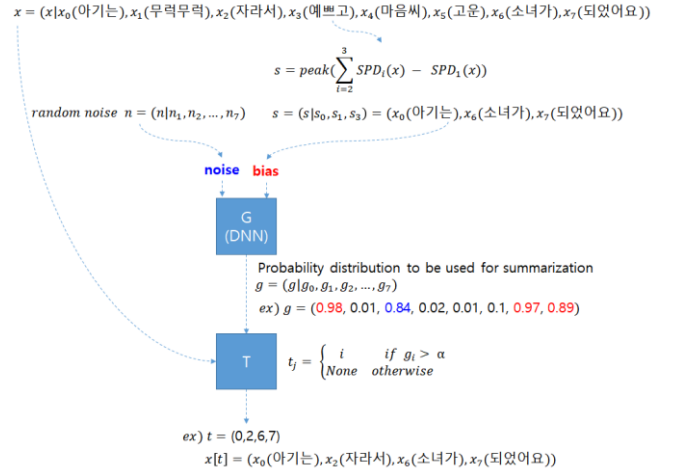 x = (x|x₀(아기는), x₁(무럭무럭), x₂(자라서), x₃(예쁘고), x₄(마음씨), x₅(고운), x₆(소녀가), x₇(되었어요))
s = peak(∑_{i=2}^{3} SPD_i(x) − SPD₁(x))
random noise n = (n|n₁, n₂, …, n₇) s = (s|s₀, s₁, s₃) = (x₀(아기는), x₆(소녀가), x₇(되었어요))
noise bias
G
(DNN)
Probability distribution to be used for summarization
g = (g|g₀, g₁, g₂, …, g₇)
ex) g = (0.98, 0.01, 0.84, 0.02, 0.01, 0.1, 0.97, 0.89)
T
t_j = { i if g_i > α
None otherwise
ex) t = (0,2,6,7)
x[t] = (x₀(아기는), x₂(자라서), x₆(소녀가), x₇(되었어요))